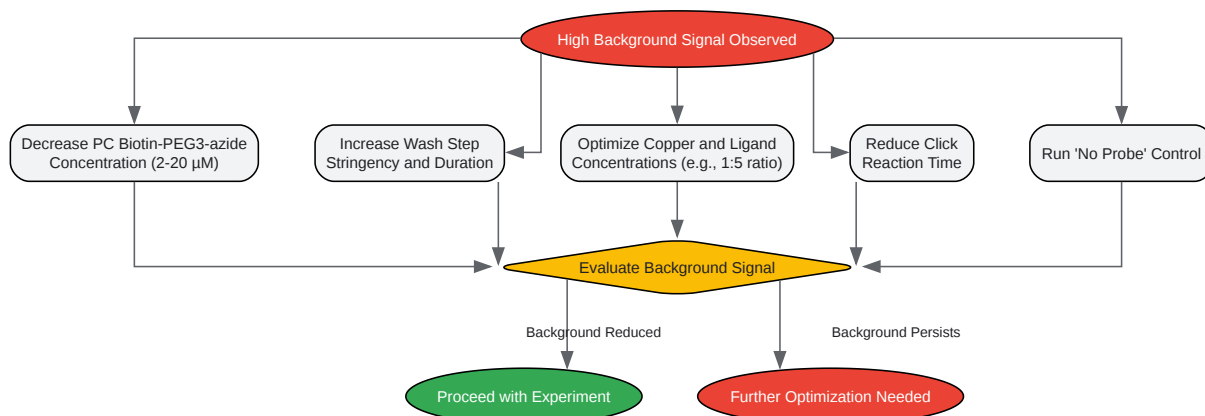 High Background Signal Observed
Decrease PC Biotin-PEG3-azide
Concentration (2-20 µM)
Increase Wash Step
Stringency and Duration
Optimize Copper and Ligand
Concentrations (e.g., 1:5 ratio)
Reduce Click
Reaction Time
Run 'No Probe' Control
Evaluate Background Signal
Background Reduced
Background Persists
Proceed with Experiment
Further Optimization Needed